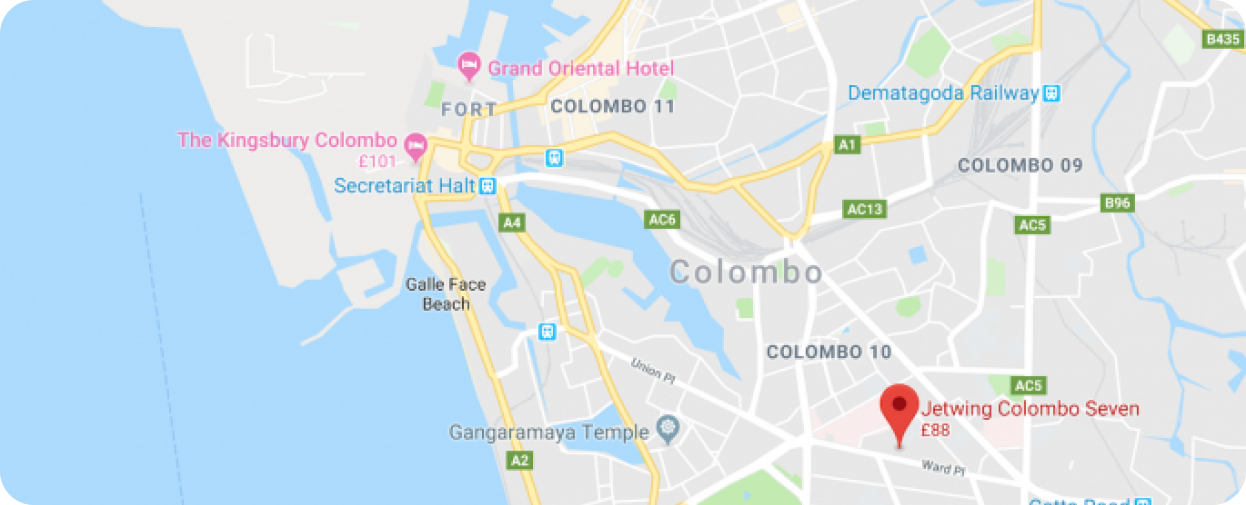 B435
Grand Oriental Hotel
Dematagoda Railway
FORT
COLOMBO 11
The Kingsbury Colombo
£101
A1
COLOMBO 09
Secretariat Halt
B96
A4
AC6
AC13
AC5
Colombo
Galle Face
Beach
COLOMBO 10
Union Pl
AC5
Jetwing Colombo Seven
£88
Gangaramaya Temple
A2
Ward Pl